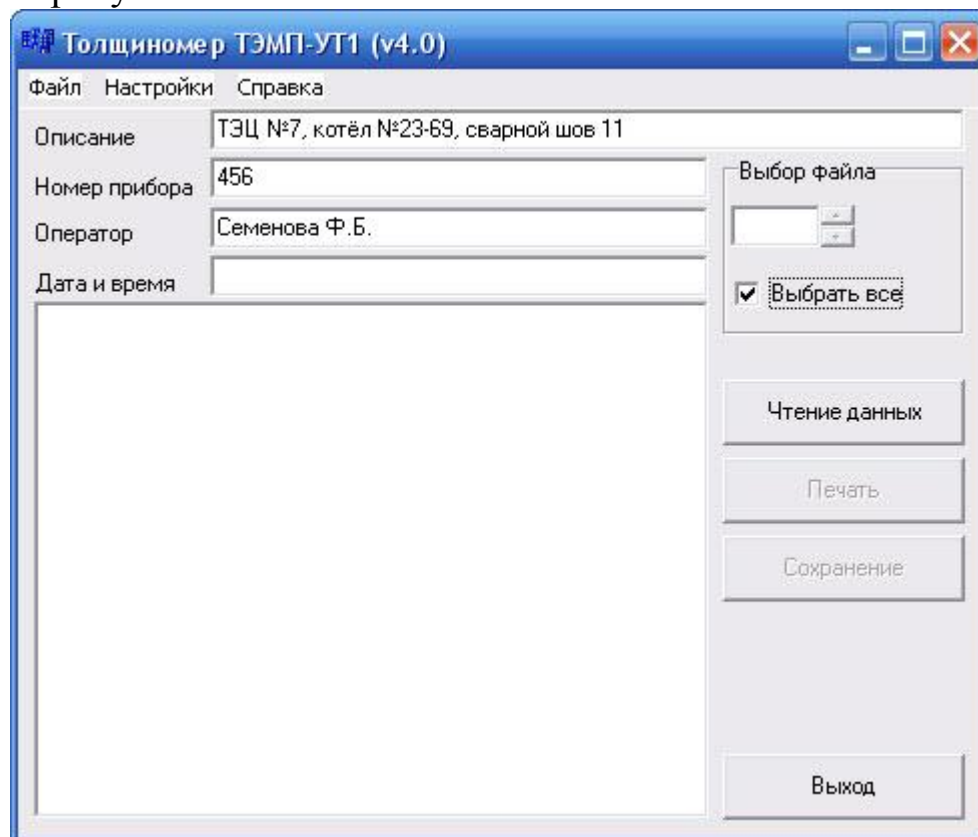 Толщиномер ТЭМП-УТ1 (v4.0)
Файл Настройки Справка
Описание ТЭЦ №7, котёл №23-69, сварной шов 11
Номер прибора 456
Выбор файла
Оператор Семенова Ф.Б.
Дата и время
Выбрать все
Чтение данных
Печать
Сохранение
Выход